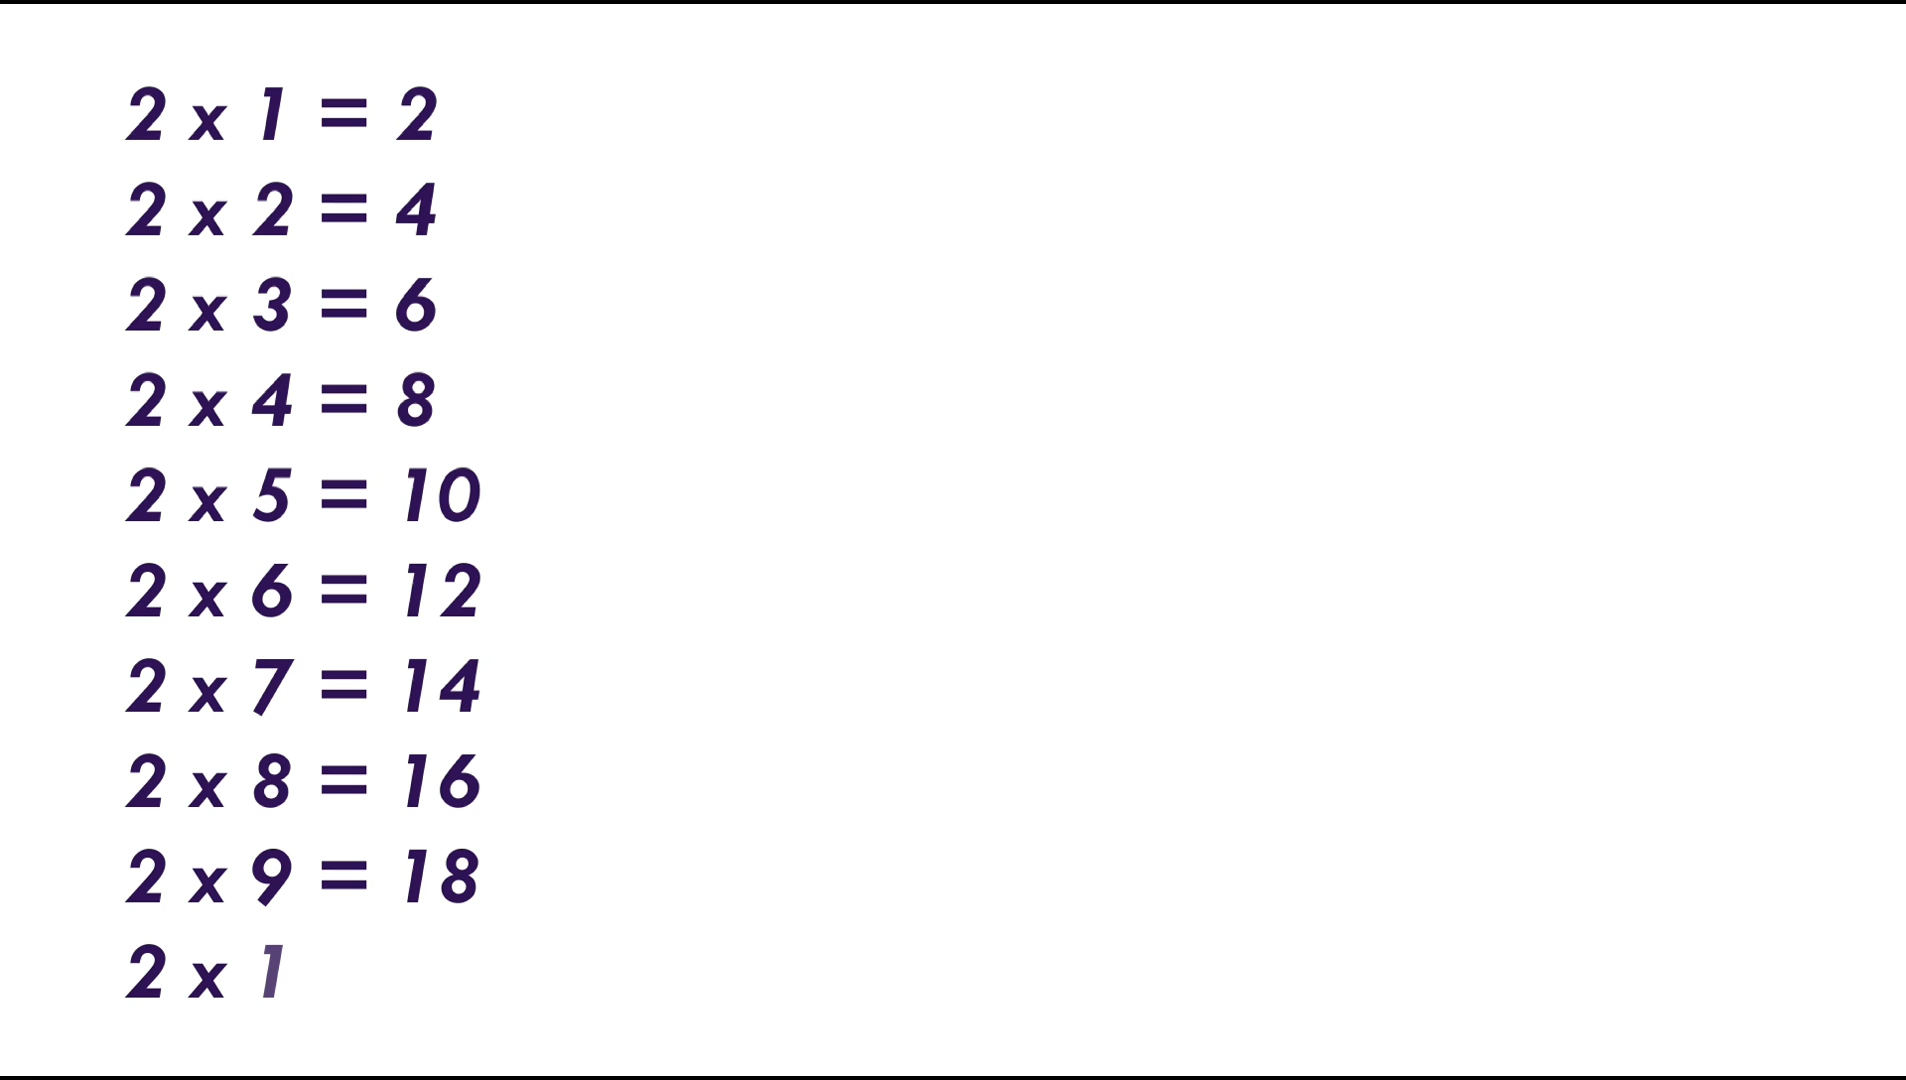 2 x 1 = 2
2 x 2 = 4
2 x 3 = 6
2 x 4 = 8
2 x 5 = 10
2 x 6 = 12
2 x 7 = 14
2 x 8 = 16
2 x 9 = 18
2 x 1